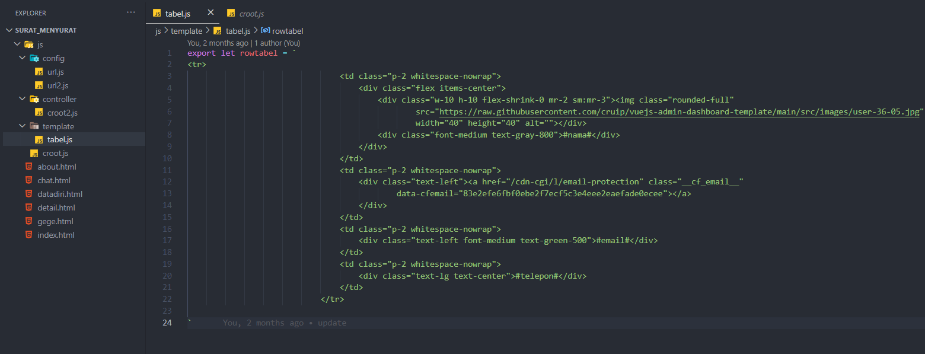 EXPLORER
SURAT_MENYURAT
js
config
url.js
url2.js
controller
croot2.js
template
tabel.js
croot.js
about.html
chat.html
datadiri.html
detail.html
gege.html
index.html
tabel.js
croot.js
js > template > tabel.js > rowtabel
You, 2 months ago | 1 author (You)
1 export let rowtabel = `
2 <tr>
3 <td class="p-2 whitespace-nowrap">
4 <div class="flex items-center">
5 <div class="w-10 h-10 flex-shrink-0 mr-2 sm:mr-3"><img class="rounded-full"
6 src="https://raw.githubusercontent.com/cruip/vuejs-admin-dashboard-template/main/src/images/user-36-05.jpg"
7 width="40" height="40" alt=""></div>
8 <div class="font-medium text-gray-800">#nama#</div>
9 </div>
10 </td>
11 <td class="p-2 whitespace-nowrap">
12 <div class="text-left"><a href="/cdn-cgi/l/email-protection" class="__cf_email__"
13 data-cfemail="83e2efe6fbf0ebe2f7ecf5c3e4eee2eaefade0ecee"></a>
14 </div>
15 </td>
16 <td class="p-2 whitespace-nowrap">
17 <div class="text-left font-medium text-green-500">#email#</div>
18 </td>
19 <td class="p-2 whitespace-nowrap">
20 <div class="text-lg text-center">#telepon#</div>
21 </td>
22 </tr>
23
24 ` You, 2 months ago • update